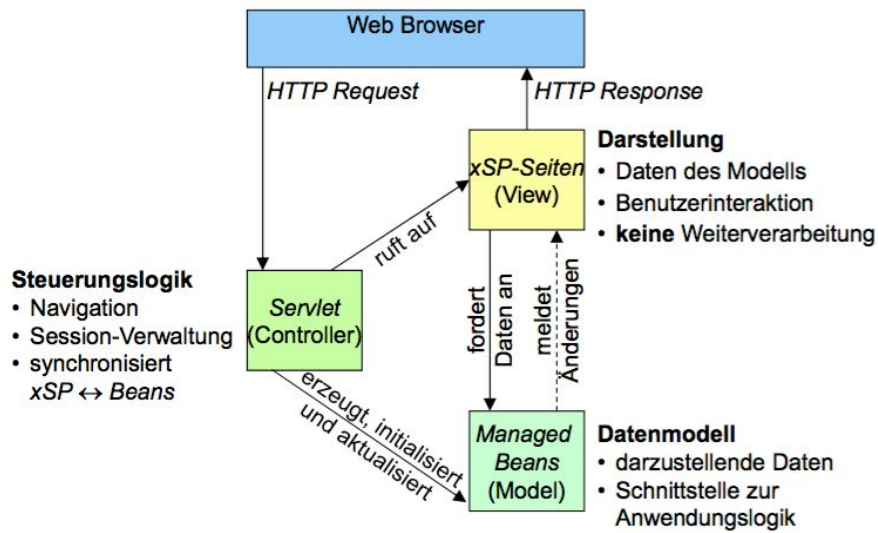 Web Browser
HTTP Request
HTTP Response
xSP-Seiten
(View)
Darstellung
• Daten des Modells
• Benutzerinteraktion
• keine Weiterverarbeitung
ruft auf
Steuerungslogik
• Navigation
• Session-Verwaltung
• synchronisiert
xSP ↔ Beans
Servlet
(Controller)
fordert
Daten an
meldet
Änderungen
erzeugt, initialisiert
und aktualisiert
Managed
Beans
(Model)
Datenmodell
• darzustellende Daten
• Schnittstelle zur
Anwendungslogik